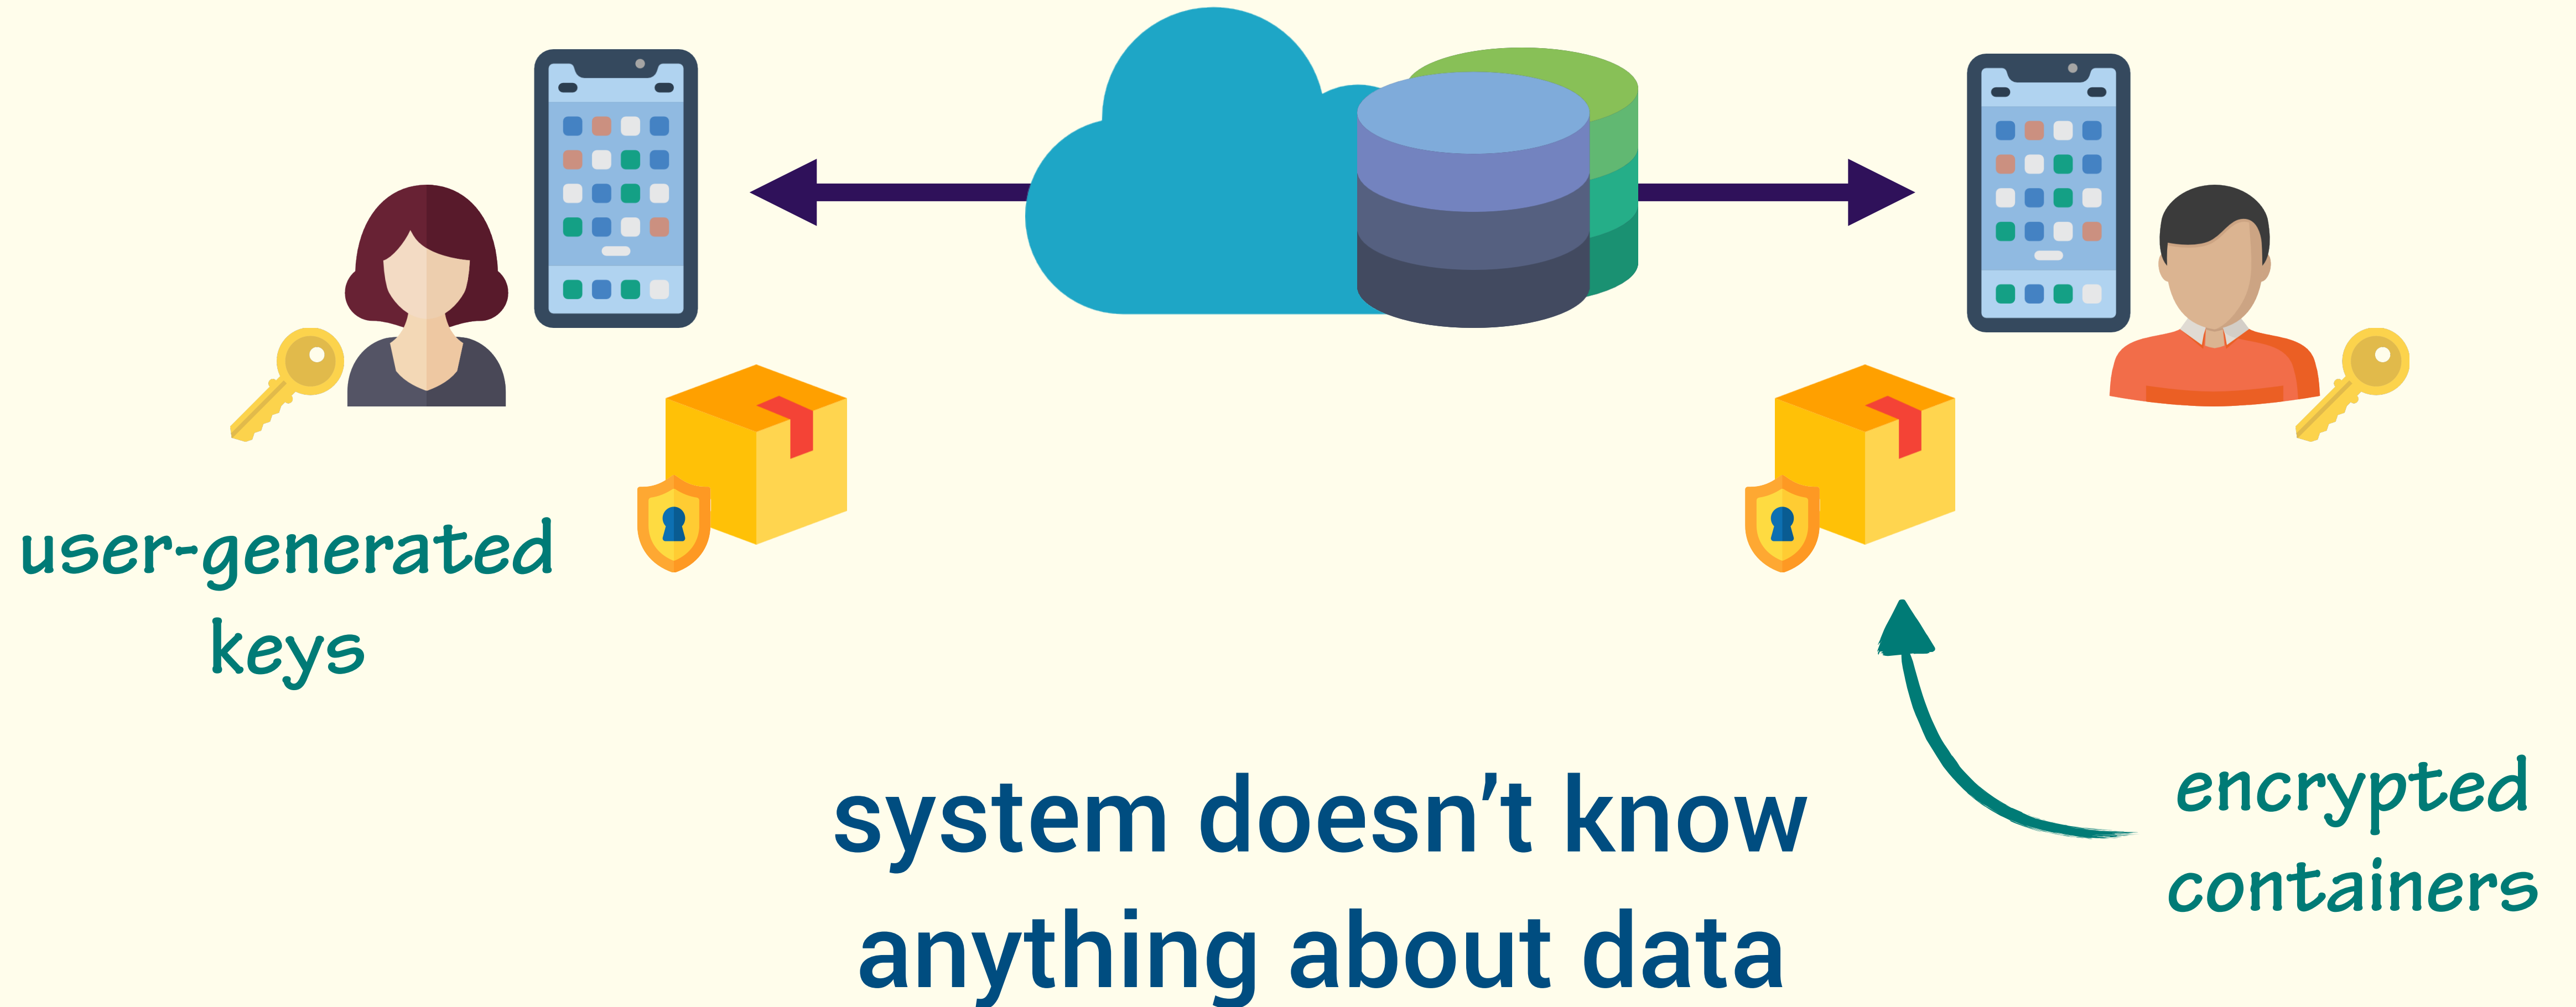 user-generated
keys
system doesn’t know
anything about data
encrypted
containers